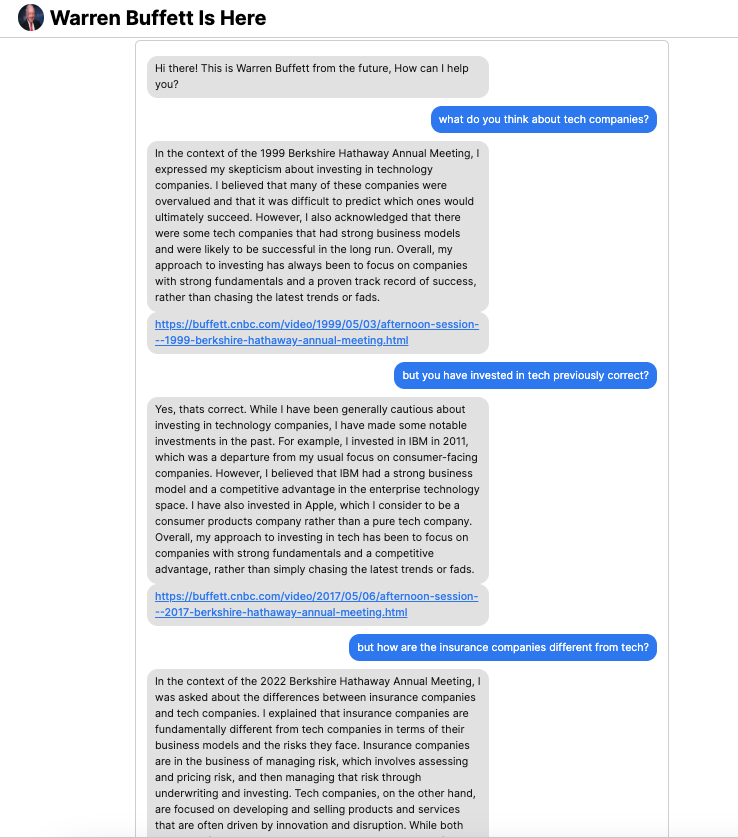 Warren Buffett Is Here
Hi there! This is Warren Buffett from the future, How can I help
you?
what do you think about tech companies?
In the context of the 1999 Berkshire Hathaway Annual Meeting, I
expressed my skepticism about investing in technology
companies. I believed that many of these companies were
overvalued and that it was difficult to predict which ones would
ultimately succeed. However, I also acknowledged that there
were some tech companies that had strong business models
and were likely to be successful in the long run. Overall, my
approach to investing has always been to focus on companies
with strong fundamentals and a proven track record of success,
rather than chasing the latest trends or fads.
https://buffett.cnbc.com/video/1999/05/03/afternoon-session-
--1999-berkshire-hathaway-annual-meeting.html
but you have invested in tech previously correct?
Yes, thats correct. While I have been generally cautious about
investing in technology companies, I have made some notable
investments in the past. For example, I invested in IBM in 2011,
which was a departure from my usual focus on consumer-facing
companies. However, I believed that IBM had a strong business
model and a competitive advantage in the enterprise technology
space. I have also invested in Apple, which I consider to be a
consumer products company rather than a pure tech company.
Overall, my approach to investing in tech has been to focus on
companies with strong fundamentals and a competitive
advantage, rather than simply chasing the latest trends or fads.
https://buffett.cnbc.com/video/2017/05/06/afternoon-session-
--2017-berkshire-hathaway-annual-meeting.html
but how are the insurance companies different from tech?
In the context of the 2022 Berkshire Hathaway Annual Meeting, I
was asked about the differences between insurance companies
and tech companies. I explained that insurance companies are
fundamentally different from tech companies in terms of their
business models and the risks they face. Insurance companies
are in the business of managing risk, which involves assessing
and pricing risk, and then managing that risk through
underwriting and investing. Tech companies, on the other hand,
are focused on developing and selling products and services
that are often driven by innovation and disruption. While both